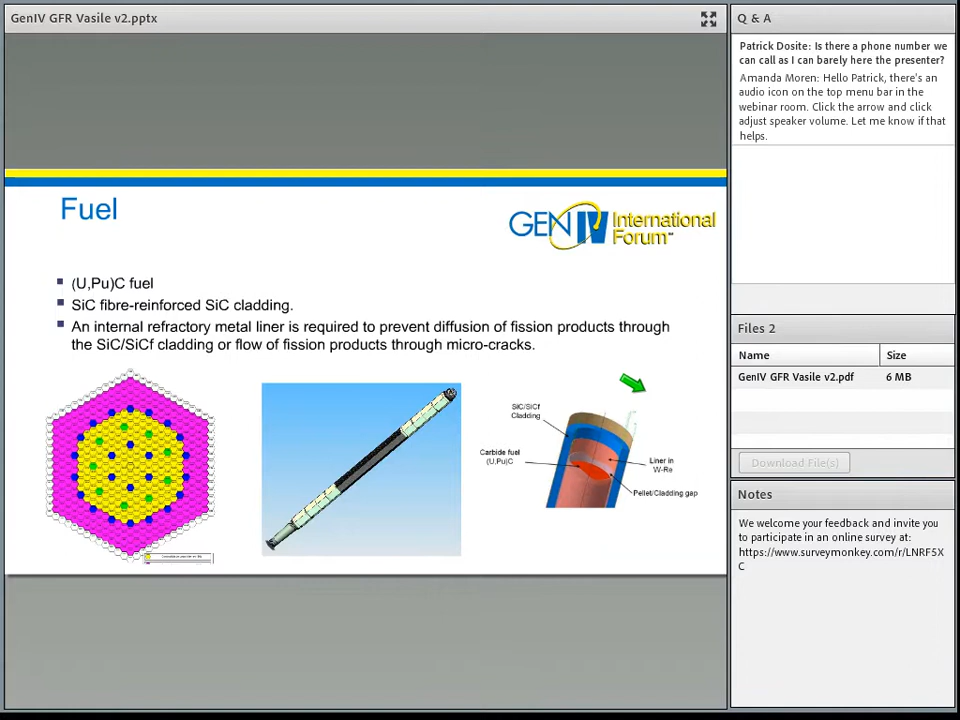 GenIV GFR Vasile v2.pptx
Fuel
GENIV International
Forum
(U,Pu)C fuel
SiC fibre-reinforced SiC cladding.
An internal refractory metal liner is required to prevent diffusion of fission products through
the SiC/SiCf cladding or flow of fission products through micro-cracks.
SiC/SiCf
Cladding
Carbide fuel
(U,Pu)C
Liner in
W-Re
Pellet/Cladding gap
Q & A
Patrick Dosite: Is there a phone number we
can call as I can barely here the presenter?
Amanda Moren: Hello Patrick, there's an
audio icon on the top menu bar in the
webinar room. Click the arrow and click
adjust speaker volume. Let me know if that
helps.
Files 2
Name Size
GenIV GFR Vasile v2.pdf 6 MB
Download File(s)
Notes
We welcome your feedback and invite you
to participate in an online survey at:
https://www.surveymonkey.com/r/LNRF5X
C